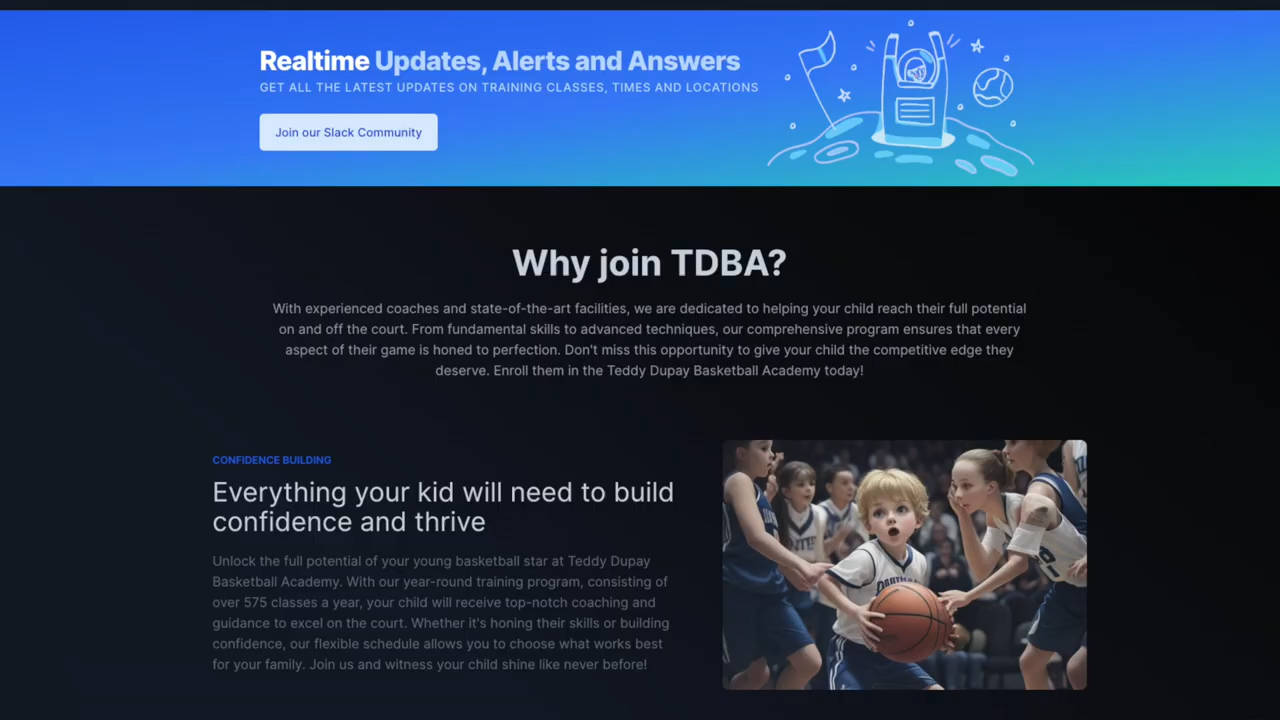 Realtime Updates, Alerts and Answers
GET ALL THE LATEST UPDATES ON TRAINING CLASSES, TIMES AND LOCATIONS
Join our Slack Community
Why join TDBA?
With experienced coaches and state-of-the-art facilities, we are dedicated to helping your child reach their full potential
on and off the court. From fundamental skills to advanced techniques, our comprehensive program ensures that every
aspect of their game is honed to perfection. Don't miss this opportunity to give your child the competitive edge they
deserve. Enroll them in the Teddy Dupay Basketball Academy today!
CONFIDENCE BUILDING
Everything your kid will need to build
confidence and thrive
Unlock the full potential of your young basketball star at Teddy Dupay
Basketball Academy. With our year-round training program, consisting of
over 575 classes a year, your child will receive top-notch coaching and
guidance to excel on the court. Whether it's honing their skills or building
confidence, our flexible schedule allows you to choose what works best
for your family. Join us and witness your child shine like never before!